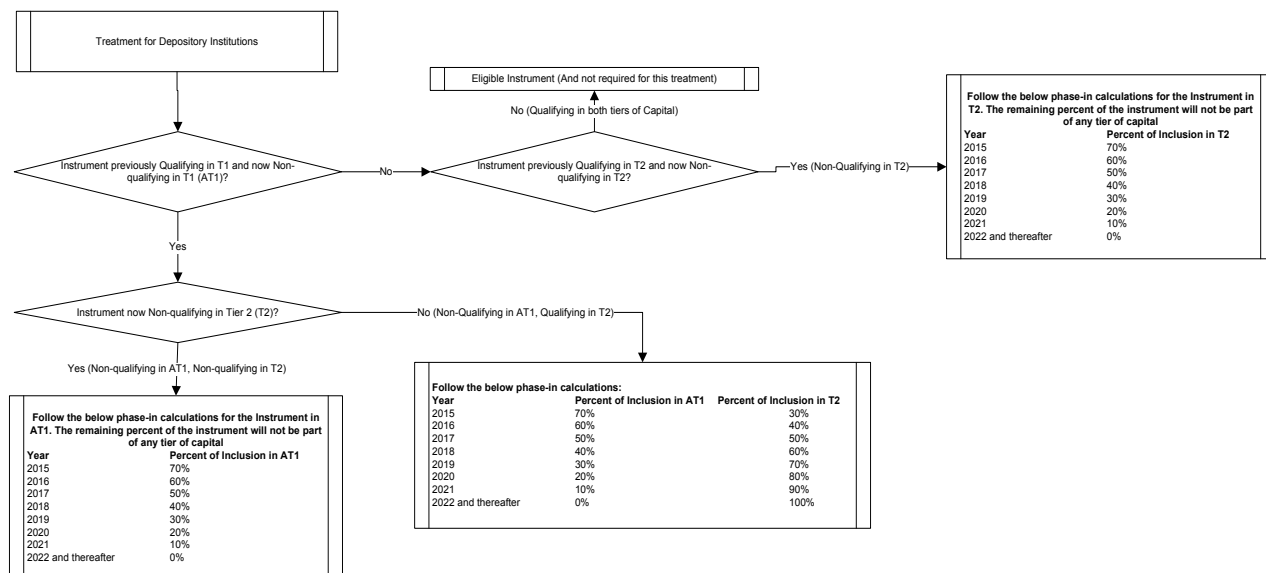 Treatment for Depository Institutions
Eligible Instrument (And not required for this treatment)
No (Qualifying in both tiers of Capital)
Instrument previously Qualifying in T1 and now Non-
qualifying in T1 (AT1)?
No
Instrument previously Qualifying in T2 and now Non-
qualifying in T2?
Yes (Non-Qualifying in T2)
Follow the below phase-in calculations for the Instrument in
T2. The remaining percent of the instrument will not be part
of any tier of capital
Year Percent of Inclusion in T2
2015 70%
2016 60%
2017 50%
2018 40%
2019 30%
2020 20%
2021 10%
2022 and thereafter 0%
Yes
Instrument now Non-qualifying in Tier 2 (T2)?
No (Non-Qualifying in AT1, Qualifying in T2)
Yes (Non-qualifying in AT1, Non-qualifying in T2)
Follow the below phase-in calculations for the Instrument in
AT1. The remaining percent of the instrument will not be part
of any tier of capital
Year Percent of Inclusion in AT1
2015 70%
2016 60%
2017 50%
2018 40%
2019 30%
2020 20%
2021 10%
2022 and thereafter 0%
Follow the below phase-in calculations:
Year Percent of Inclusion in AT1 Percent of Inclusion in T2
2015 70% 30%
2016 60% 40%
2017 50% 50%
2018 40% 60%
2019 30% 70%
2020 20% 80%
2021 10% 90%
2022 and thereafter 0% 100%